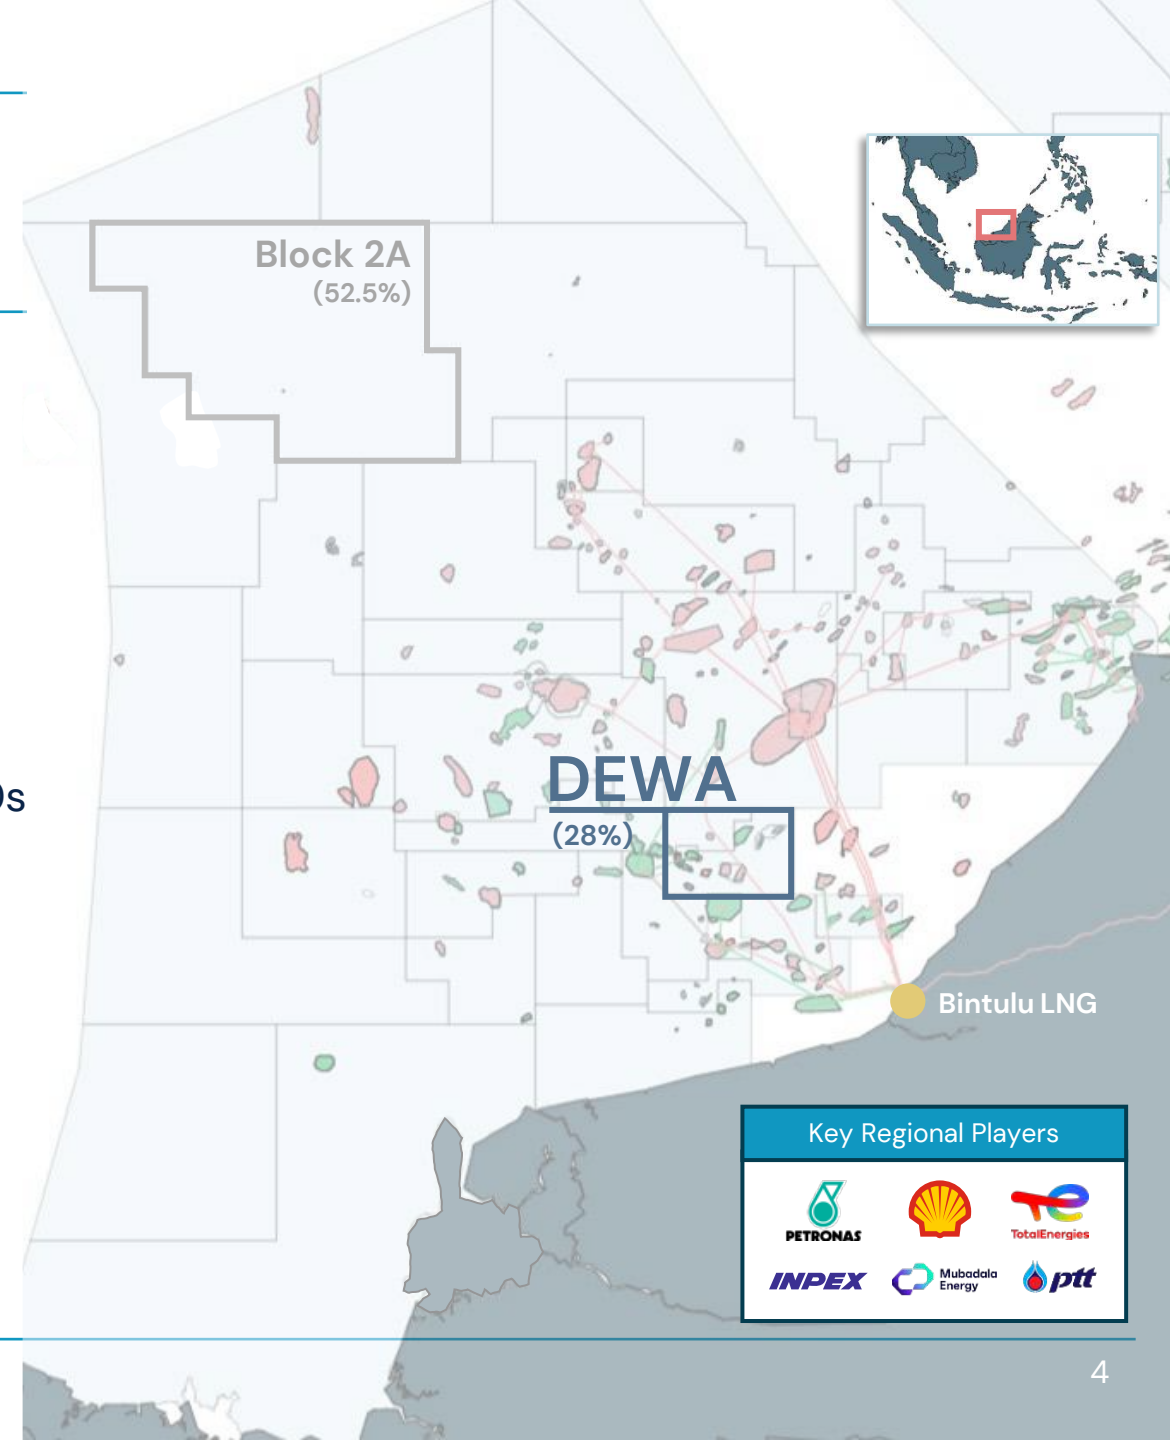 Block 2A
(52.5%)
s
DEWA
(28%)
Bintulu LNG
Key Regional Players
PETRONAS
TotalEnergies
INPEX
Mubadala
Energy
ptt
4